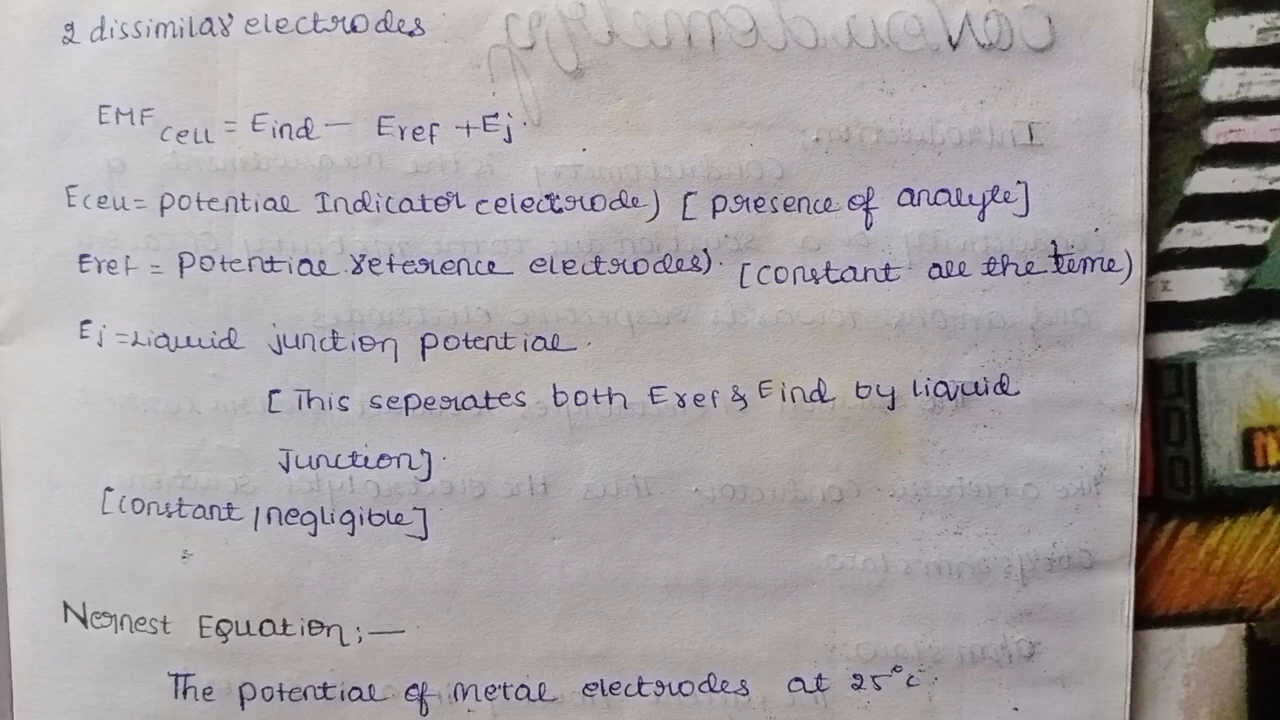 2 dissimilar electrodes
EMF cell = Eind - Eref + Ej.
Ecell = potential Indicator celectrode) [presence of analyte]
Eref = potential reference electrodes). [constant all the time)
Ej = Liquid junction potential.
[This seperates both Eref & Eind by liquid
Junction].
[constant / negligible]
Nernest Equation; —
The potential of metal electrodes at 25°c.